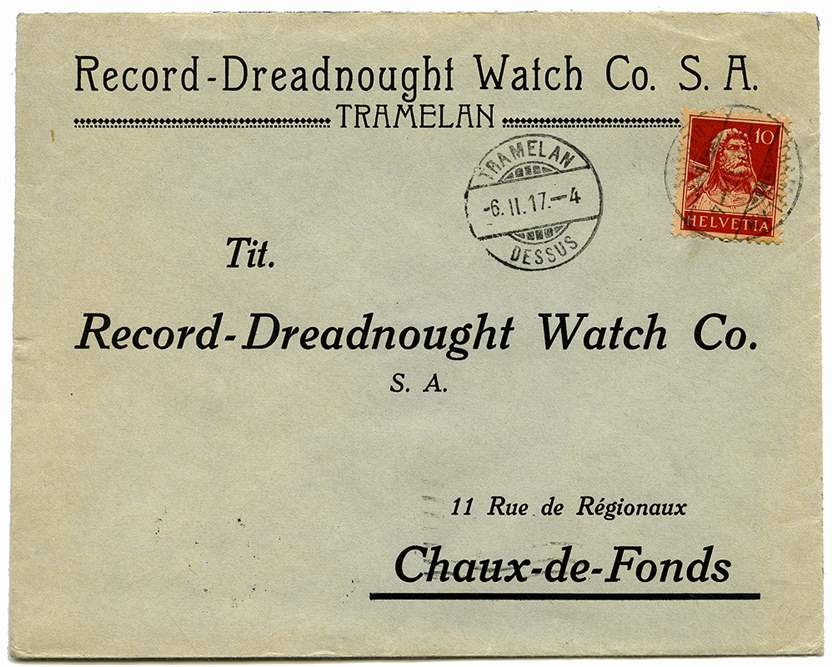 Record-Dreadnought Watch Co. S. A.
TRAMELAN
TRAMELAN
-6.II.17.-4
DESSUS
10
HELVETIA
Tit.
Record-Dreadnought Watch Co.
S. A.
11 Rue de Régionaux
Chaux-de-Fonds